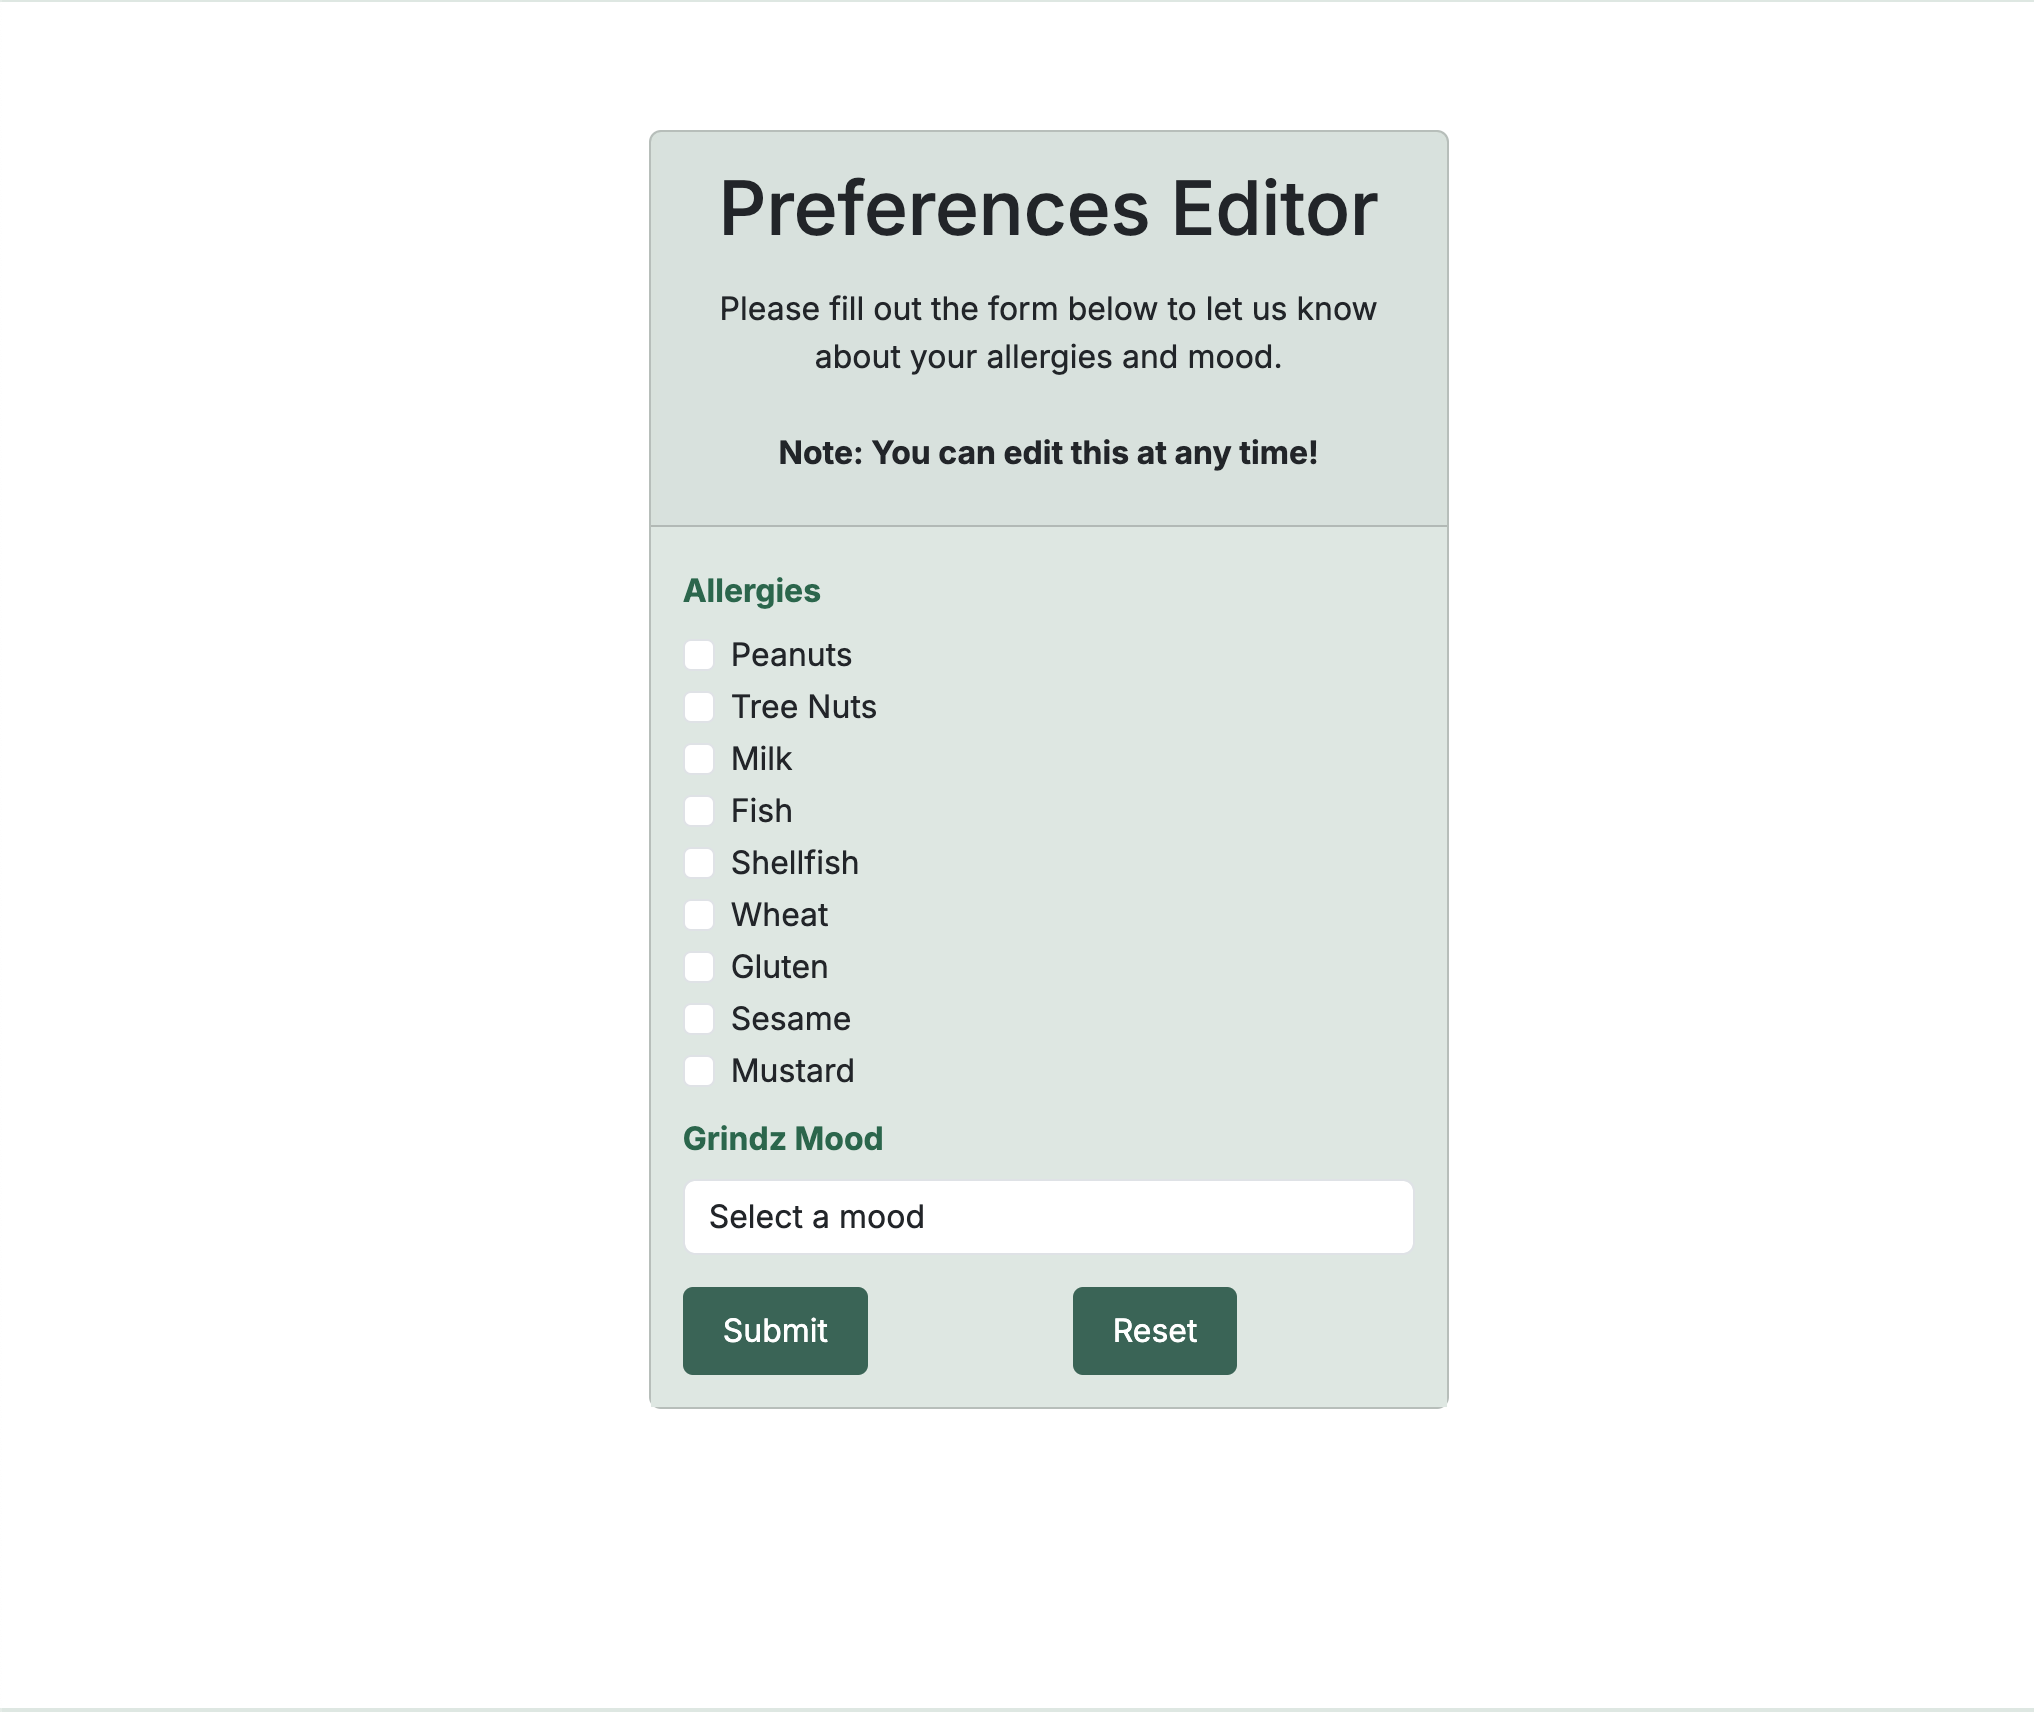 Preferences Editor
Please fill out the form below to let us know
about your allergies and mood.
Note: You can edit this at any time!
Allergies
Peanuts
Tree Nuts
Milk
Fish
Shellfish
Wheat
Gluten
Sesame
Mustard
Grindz Mood
Select a mood
Submit
Reset